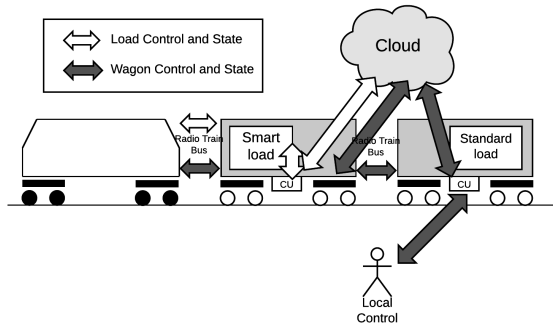 Load Control and State
Wagon Control and State
Cloud
Radio Train
Bus
Smart
load
CU
Radio Train
Bus
Standard
load
CU
Local
Control